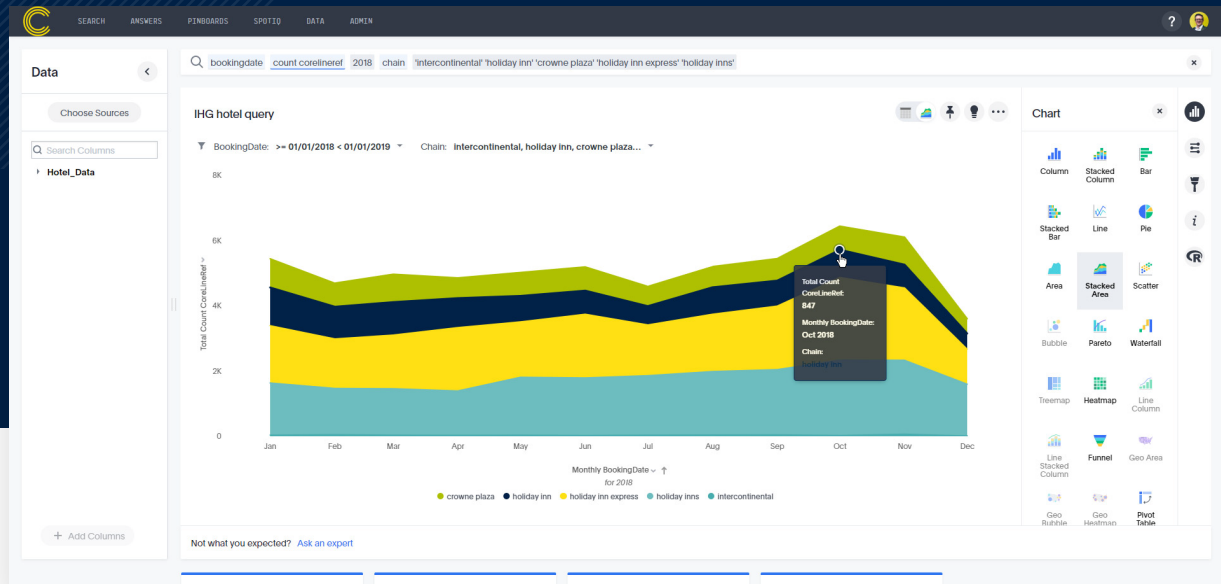 SEARCH ANSWERS PINBOARDS SPOTIQ DATA ADMIN ?
Data
Choose Sources
Search Columns
Hotel_Data
+ Add Columns
bookingdate count corelineref 2018 chain 'intercontinental' 'holiday inn' 'crowne plaza' 'holiday inn express' 'holiday inns'
IHG hotel query
BookingDate: >= 01/01/2018 < 01/01/2019 Chain: intercontinental, holiday inn, crowne plaza...
8K
6K
4K
2K
0
Total Count CoreLineRef
Total Count
CoreLineRef:
847
Monthly BookingDate:
Oct 2018
Chain:
holiday inn
Jan Feb Mar Apr May Jun Jul Aug Sep Oct Nov Dec
Monthly BookingDate
for 2018
crowne plaza holiday inn holiday inn express holiday inns intercontinental
Not what you expected? Ask an expert
Chart
Column Stacked Column Bar
Stacked Bar Line Pie
Area Stacked Area Scatter
Bubble Pareto Waterfall
Treemap Heatmap Line Column
Line Stacked Column Funnel Geo Area
Geo Bubble Geo Heatmap Pivot Table
i
R